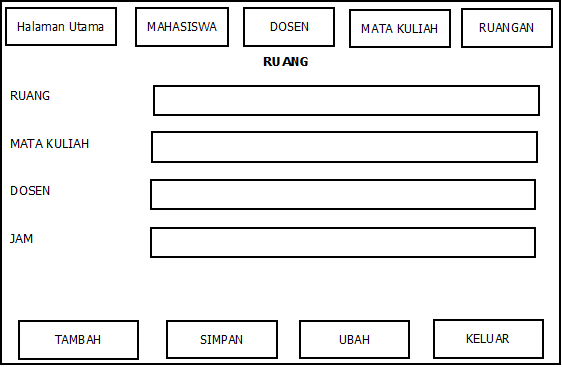 Halaman Utama MAHASISWA DOSEN MATA KULIAH RUANGAN
RUANG
RUANG
MATA KULIAH
DOSEN
JAM
TAMBAH SIMPAN UBAH KELUAR